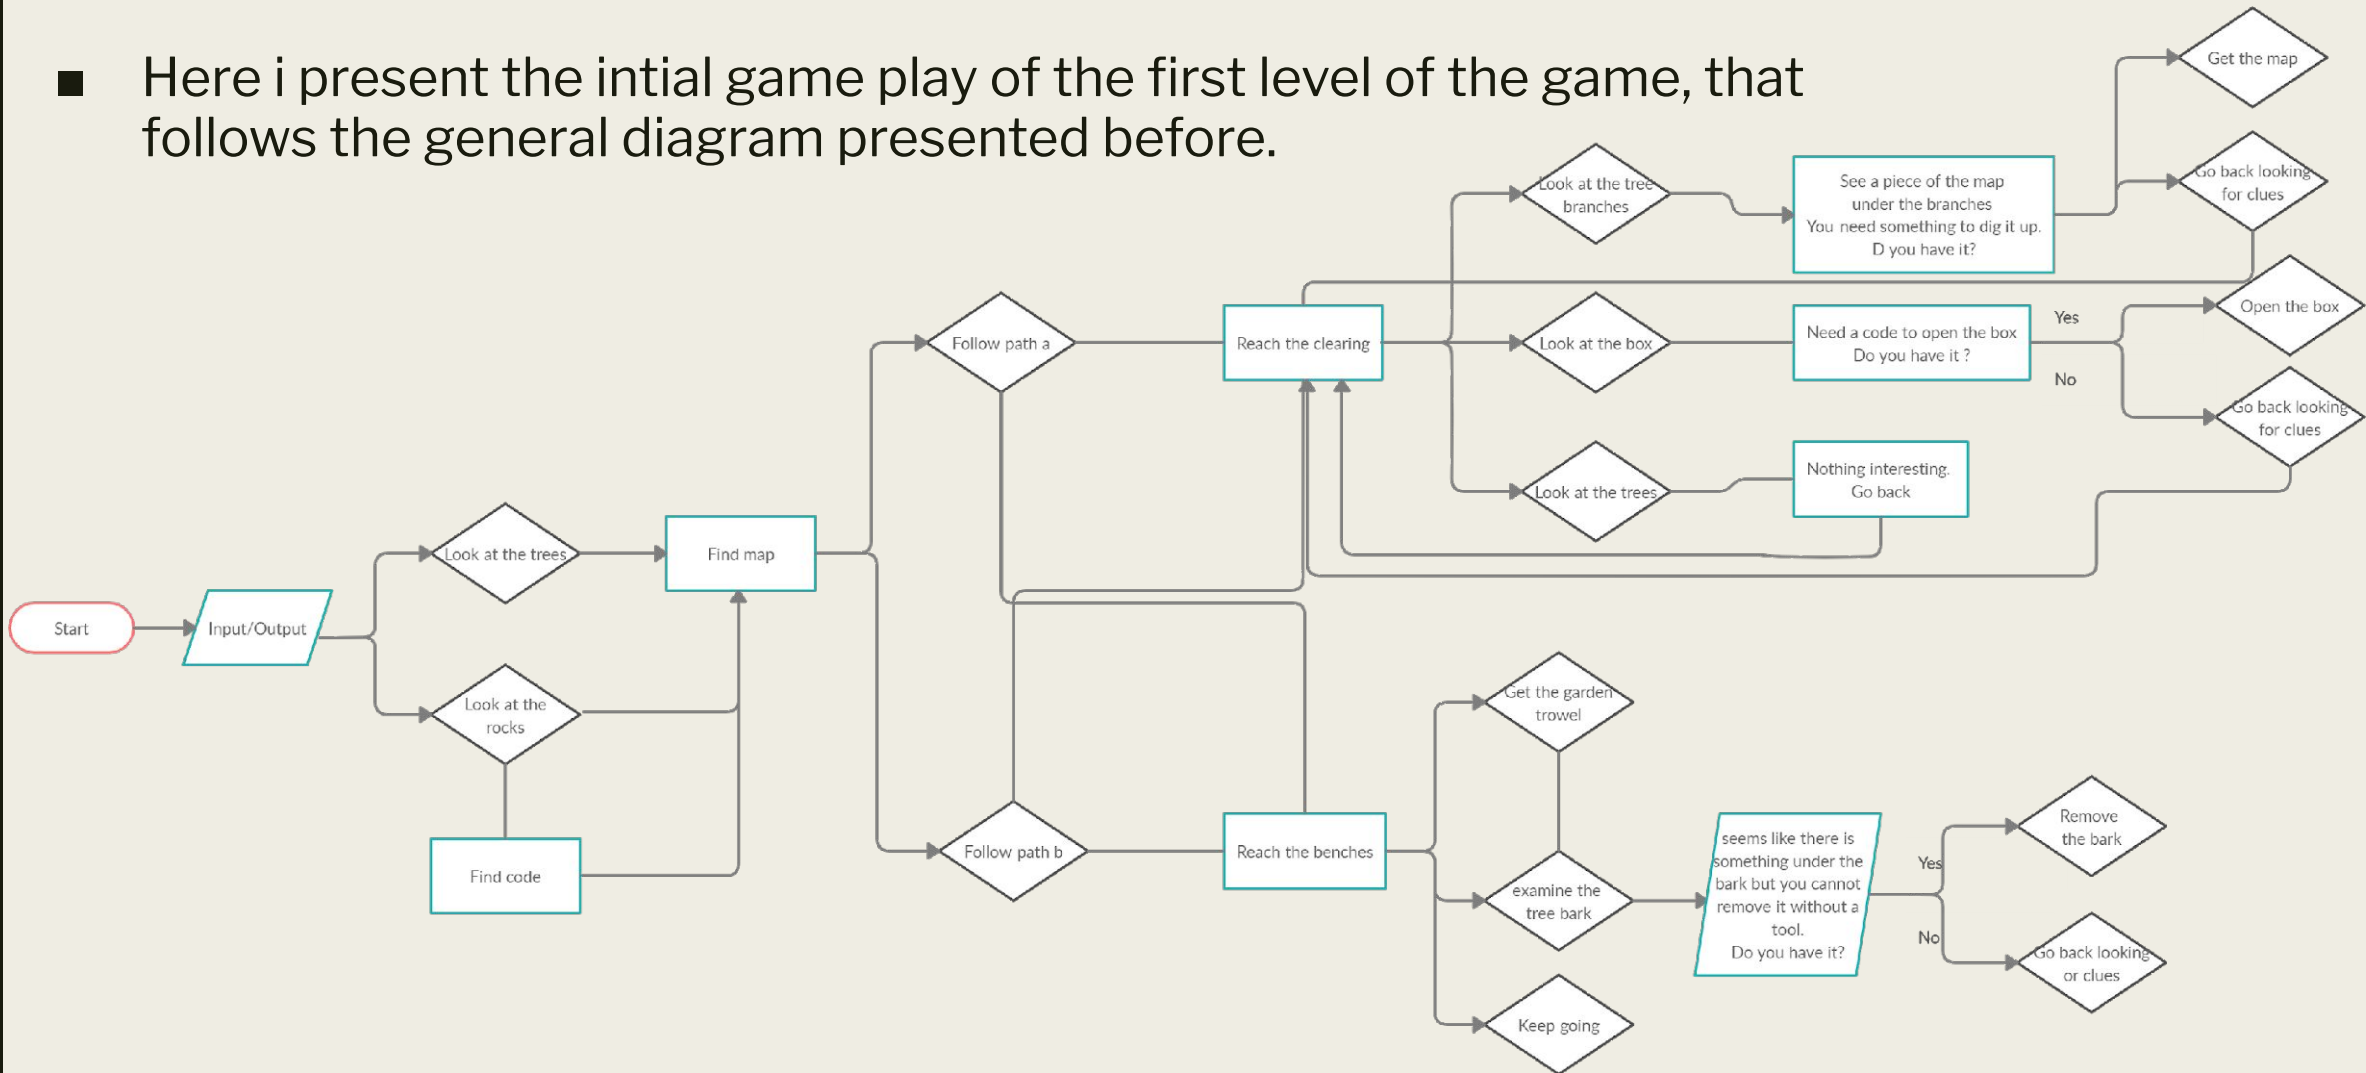 ■ Here i present the intial game play of the first level of the game, that
follows the general diagram presented before.
Start
Input/Output
Look at the trees
Look at the
rocks
Find code
Find map
Follow path a
Follow path b
Reach the clearing
Look at the tree
branches
See a piece of the map
under the branches
You need something to dig it up.
D you have it?
Get the map
Go back looking
for clues
Look at the box
Need a code to open the box
Do you have it ?
Yes
No
Open the box
Go back looking
for clues
Look at the trees
Nothing interesting.
Go back
Reach the benches
Get the garden
trowel
examine the
tree bark
Keep going
seems like there is
something under the
bark but you cannot
remove it without a
tool.
Do you have it?
Yes
No
Remove
the bark
Go back looking
or clues